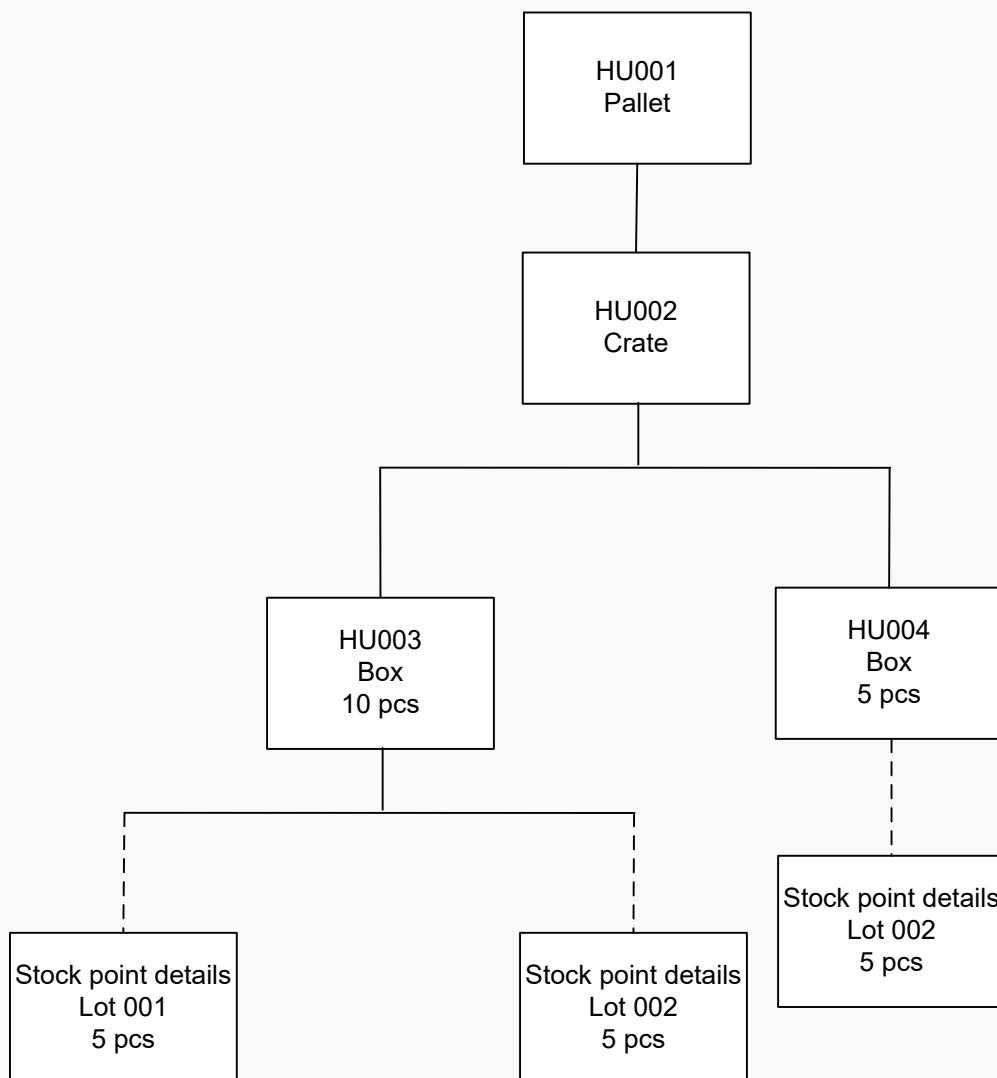 HU001
Pallet
HU002
Crate
HU003
Box
10 pcs
HU004
Box
5 pcs
Stock point details
Lot 001
5 pcs
Stock point details
Lot 002
5 pcs
Stock point details
Lot 002
5 pcs